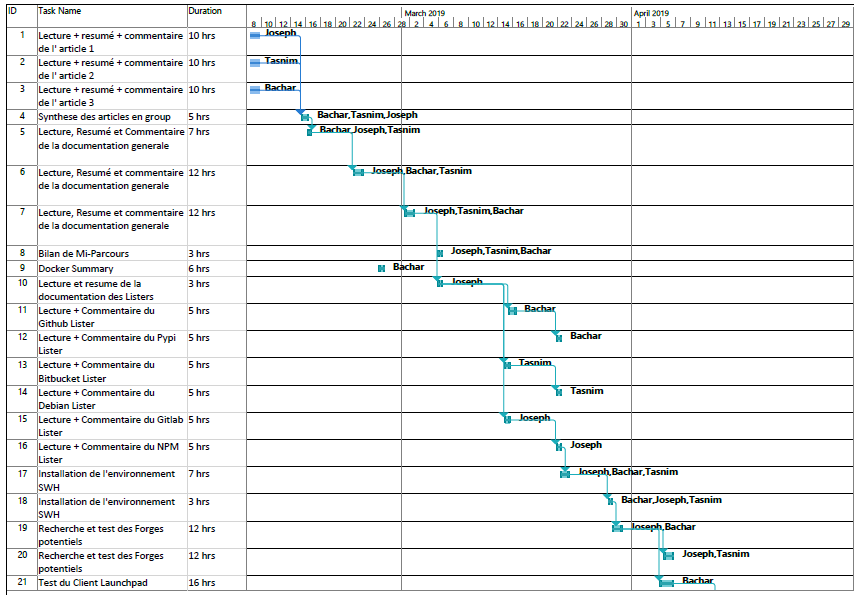 ID Task Name Duration March 2019 April 2019
8 10 12 14 16 18 20 22 24 26 28 2 4 6 8 10 12 14 16 18 20 22 24 26 28 30 1 3 5 7 9 11 13 15 17 19 21 23 25 27 29
1 Lecture + resumé + commentaire 10 hrs Joseph
de l' article 1
2 Lecture + resumé + commentaire 10 hrs Tasnim
de l' article 2
3 Lecture + resumé + commentaire 10 hrs Bachar
de l' article 3
4 Synthese des articles en group 5 hrs Bachar,Tasnim,Joseph
5 Lecture, Resumé et Commentaire 7 hrs Bachar,Joseph,Tasnim
de la documentation generale
6 Lecture, Resumé et commentaire 12 hrs Joseph,Bachar,Tasnim
de la documentation generale
7 Lecture, Resume et commentaire 12 hrs Joseph,Tasnim,Bachar
de la documentation generale
8 Bilan de Mi-Parcours 3 hrs Joseph,Tasnim,Bachar
9 Docker Summary 6 hrs Bachar
10 Lecture et resume de la 3 hrs Joseph
documentation des Listers
11 Lecture + Commentaire du 5 hrs Bachar
Github Lister
12 Lecture + Commentaire du Pypi 5 hrs Bachar
Lister
13 Lecture + Commentaire du 5 hrs Tasnim
Bitbucket Lister
14 Lecture + Commentaire du 5 hrs Tasnim
Debian Lister
15 Lecture + Commentaire du Gitlab 5 hrs Joseph
Lister
16 Lecture + Commentaire du NPM 5 hrs Joseph
Lister
17 Installation de l'environnement 7 hrs Joseph,Bachar,Tasnim
SWH
18 Installation de l'environnement 3 hrs Bachar,Joseph,Tasnim
SWH
19 Recherche et test des Forges 12 hrs Joseph,Bachar
potentiels
20 Recherche et test des Forges 12 hrs Joseph,Tasnim
potentiels
21 Test du Client Launchpad 16 hrs Bachar